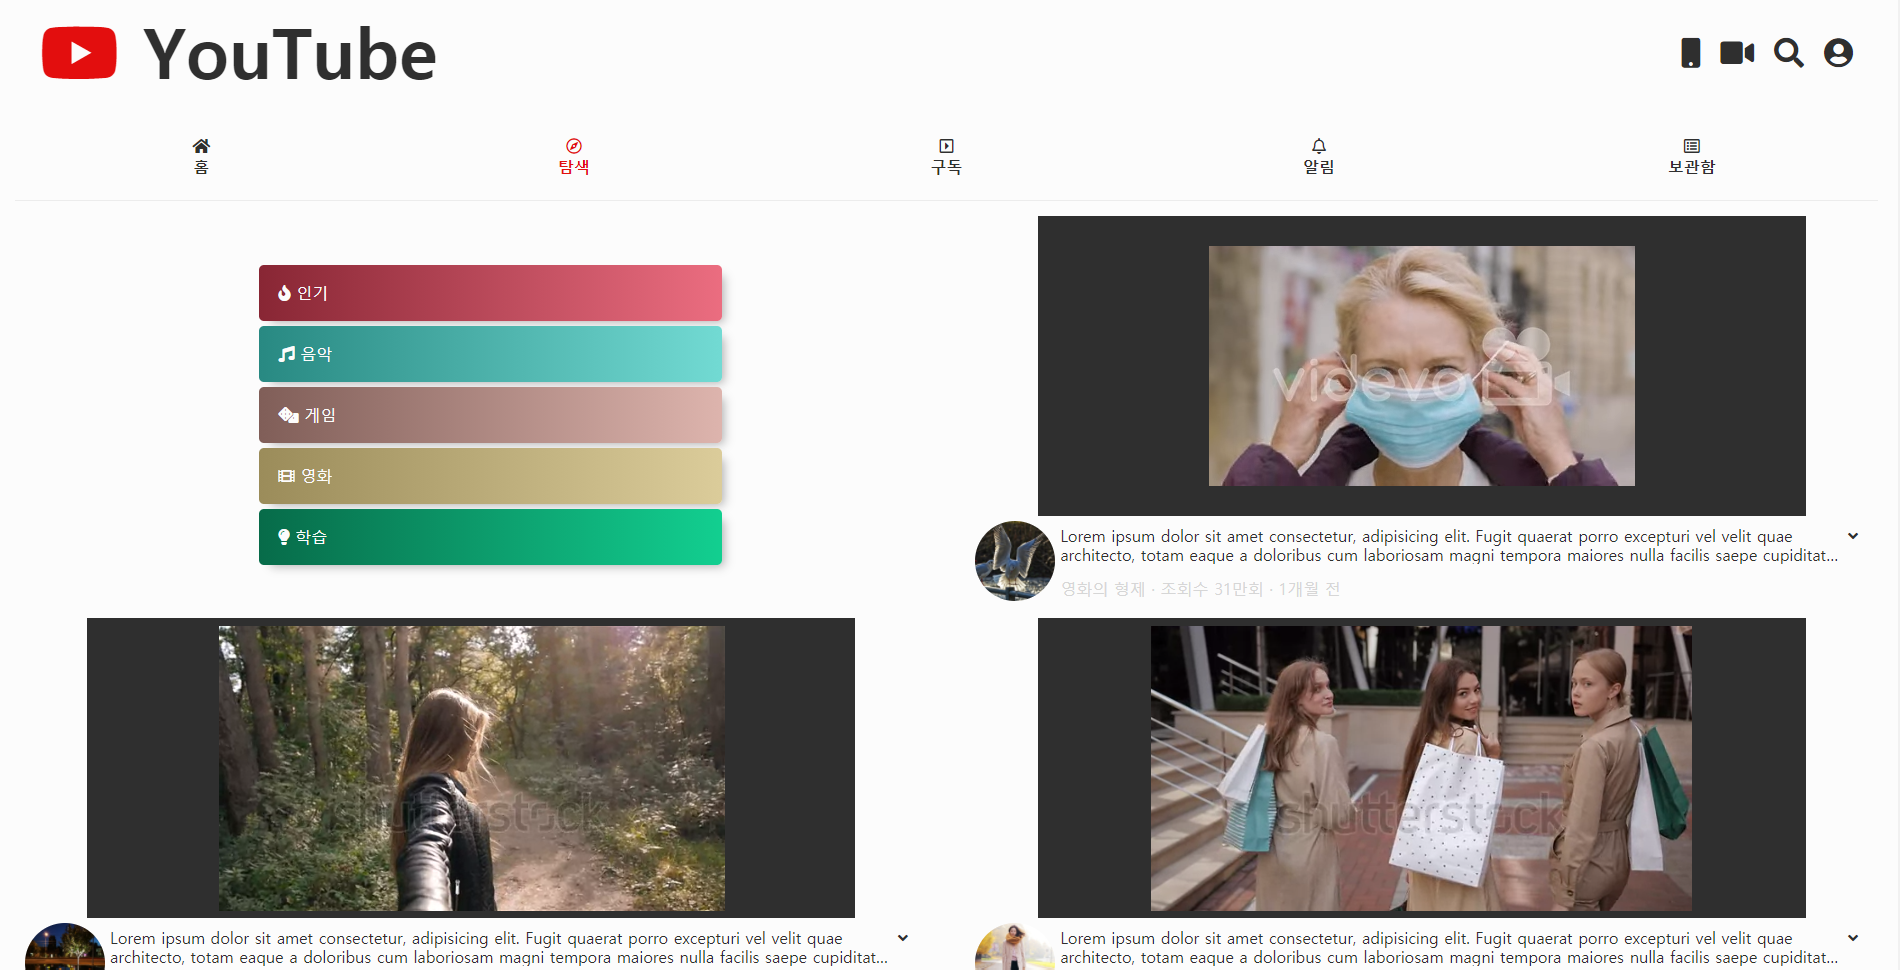 YouTube
홈
탐색
구독
알림
보관함
인기
음악
게임
영화
학습
videvo
Lorem ipsum dolor sit amet consectetur, adipisicing elit. Fugit quaerat porro excepturi vel velit quae
architecto, totam eaque a doloribus cum laboriosam magni tempora maiores nulla facilis saepe cupiditat...
영화의 형제 · 조회수 31만회 · 1개월 전
shutterstock
shutterstock
Lorem ipsum dolor sit amet consectetur, adipisicing elit. Fugit quaerat porro excepturi vel velit quae
architecto, totam eaque a doloribus cum laboriosam magni tempora maiores nulla facilis saepe cupiditat...
Lorem ipsum dolor sit amet consectetur, adipisicing elit. Fugit quaerat porro excepturi vel velit quae
architecto, totam eaque a doloribus cum laboriosam magni tempora maiores nulla facilis saepe cupiditat...